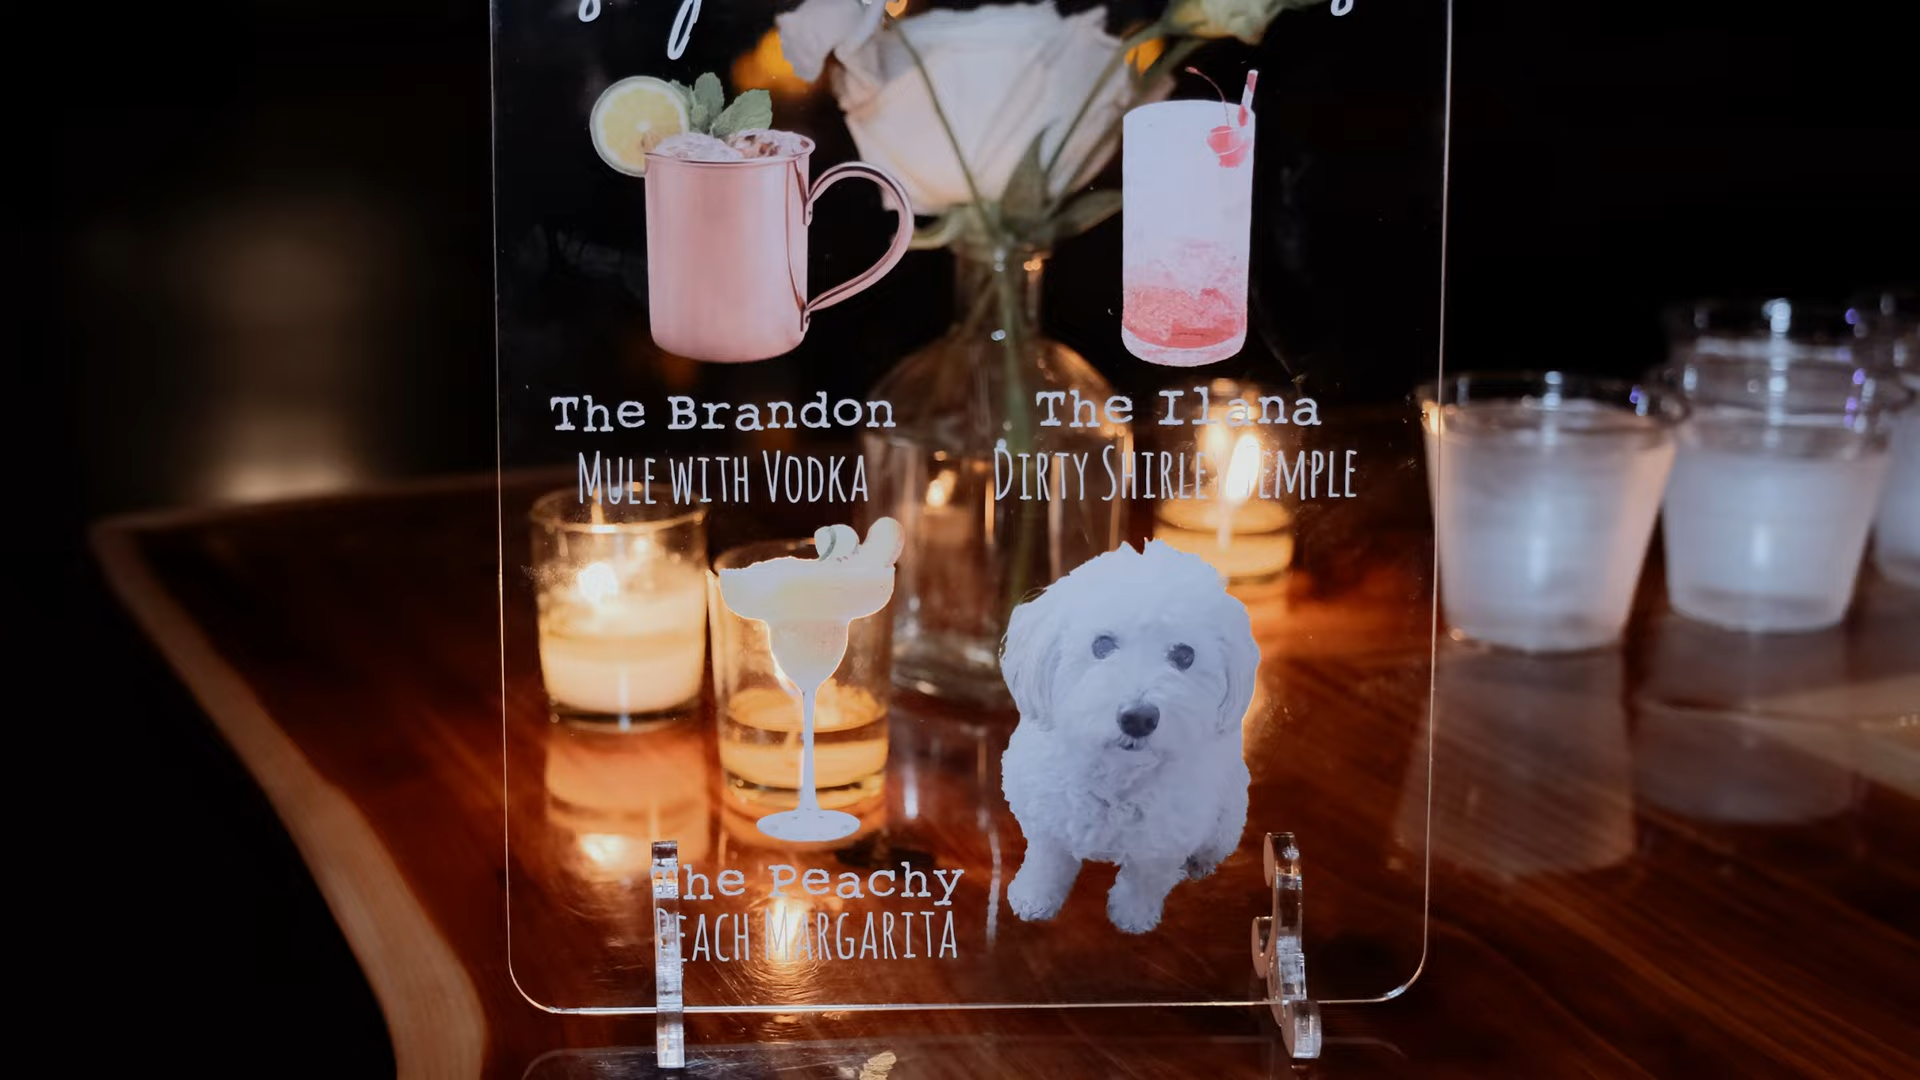 The Brandon
MULE WITH VODKA
The Ilana
DIRTY SHIRLEY TEMPLE
The Peachy
PEACH MARGARITA